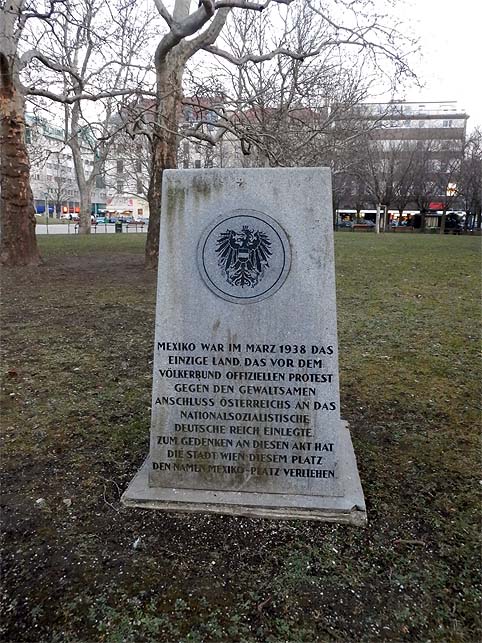 MEXIKO WAR IM MÄRZ 1938 DAS
EINZIGE LAND, DAS VOR DEM
VÖLKERBUND OFFIZIELLEN PROTEST
GEGEN DEN GEWALTSAMEN
ANSCHLUSS ÖSTERREICHS AN DAS
NATIONALSOZIALISTISCHE
DEUTSCHE REICH EINLEGTE.
ZUM GEDENKEN AN DIESEN AKT HAT
DIE STADT WIEN DIESEM PLATZ
DEN NAMEN MEXIKO-PLATZ VERLIEHEN